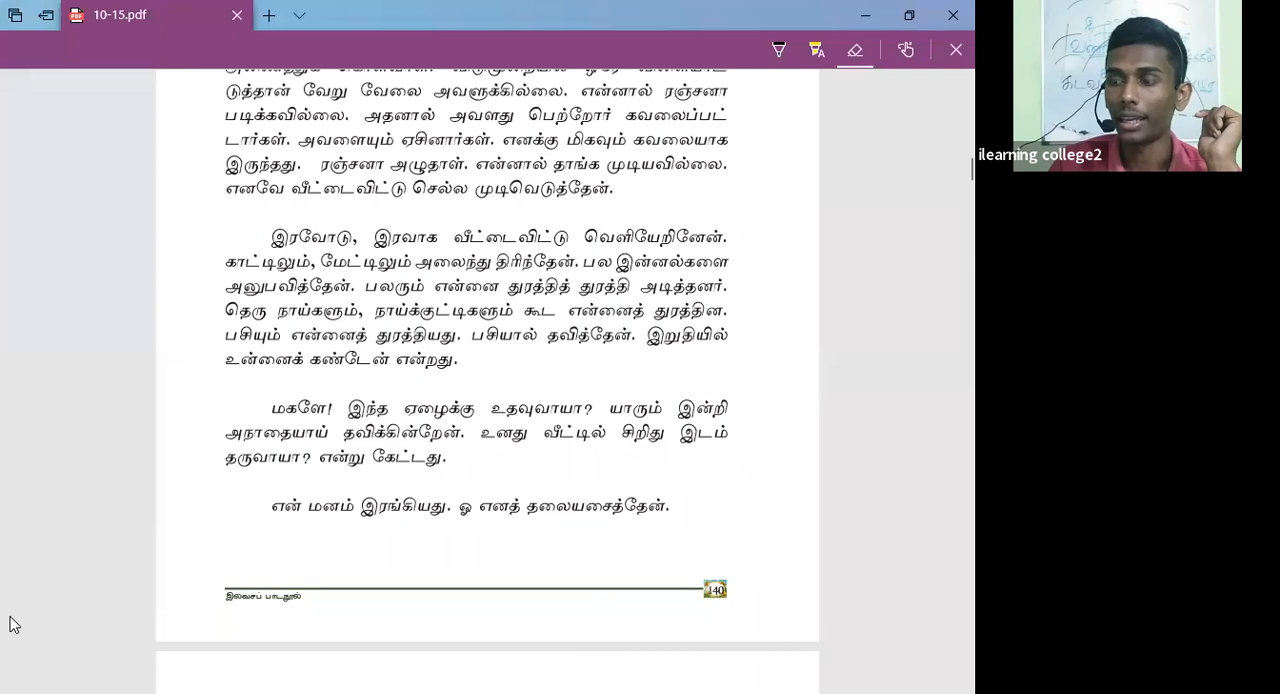 10-15.pdf
டுத்தான் வேறு வேலை அவளுக்கில்லை. என்னால் ரஞ்சனா
படிக்கவில்லை. அதனால் அவளது பெற்றோர் கவலைப்பட்
டார்கள். அவளையும் ஏசினார்கள். எனக்கு மிகவும் கவலையாக
இருந்தது. ரஞ்சனா அழுதாள். என்னால் தாங்க முடியவில்லை.
எனவே வீட்டைவிட்டு செல்ல முடிவெடுத்தேன்.
இரவோடு, இரவாக வீட்டைவிட்டு வெளியேறினேன்.
காட்டிலும், மேட்டிலும் அலைந்து திரிந்தேன். பல இன்னல்களை
அனுபவித்தேன். பலரும் என்னை துரத்தித் துரத்தி அடித்தனர்.
தெரு நாய்களும், நாய்க்குட்டிகளும் கூட என்னைத் துரத்தின.
பசியும் என்னைத் துரத்தியது. பசியால் தவித்தேன். இறுதியில்
உன்னைக் கண்டேன் என்றது.
மகளே! இந்த ஏழைக்கு உதவுவாயா? யாரும் இன்றி
அநாதையாய் தவிக்கின்றேன். உனது வீட்டில் சிறிது இடம்
தருவாயா? என்று கேட்டது.
என் மனம் இரங்கியது. ஓ எனத் தலையசைத்தேன்.
இலவசப் பாடநூல்
140
ilearning college2